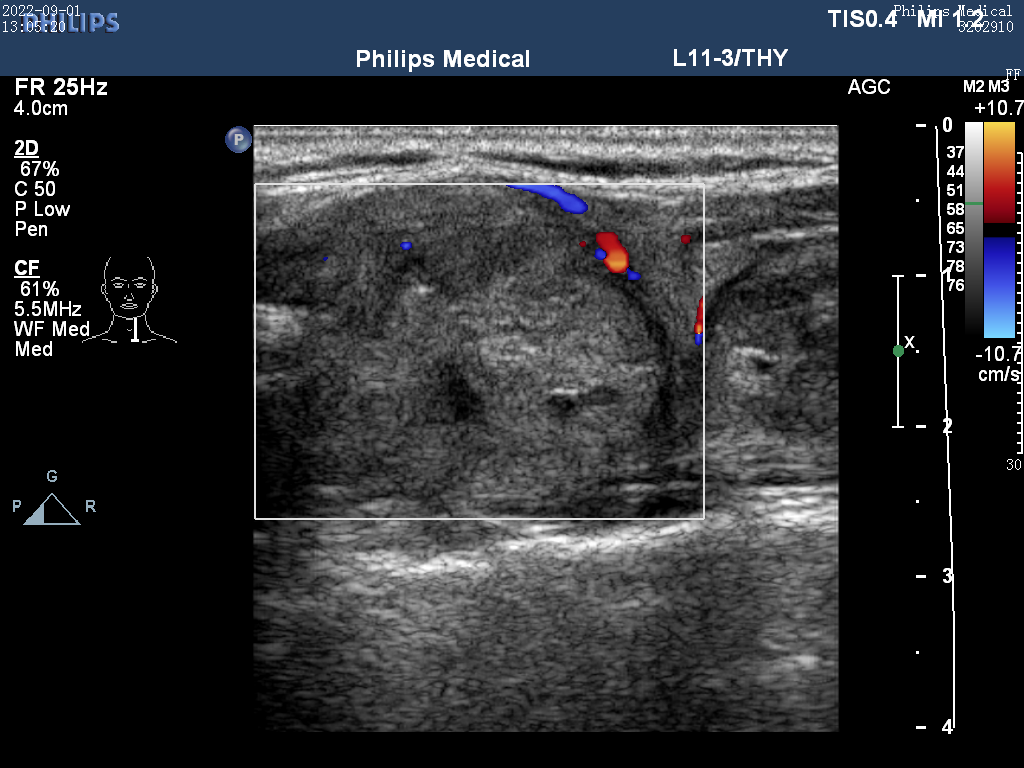 2022-09-01
13:05:20
PHILIPS
TIS0.4 MI 1.2
Philips Medical
3202910
Philips Medical
L11-3/THY
FF
FR 25Hz
4.0cm
2D
67%
C 50
P Low
Pen
CF
61%
5.5MHz
WF Med
Med
G
P R
P
AGC
M2 M3
+10.7
37
44
51
58
65
73
78
76
-10.7
cm/s
30
X
0
1
2
3
4